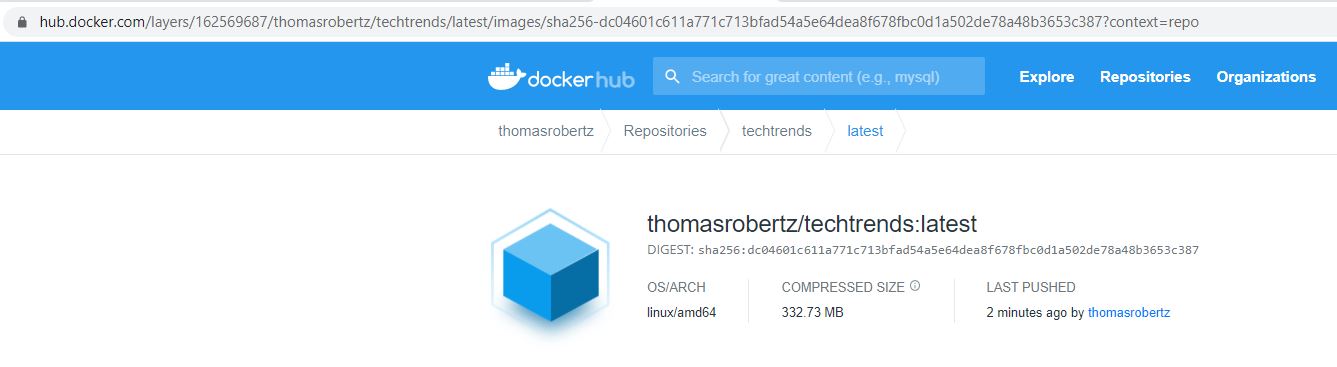 hub.docker.com/layers/162569687/thomasrobertz/techtrends/latest/images/sha256-dc04601c611a771c713bfad54a5e64dea8f678fbc0d1a502de78a48b3653c387?context=repo
docker hub Search for great content (e.g., mysql) Explore Repositories Organizations
thomasrobertz Repositories techtrends latest
thomasrobertz/techtrends:latest
DIGEST: sha256:dc04601c611a771c713bfad54a5e64dea8f678fbc0d1a502de78a48b3653c387
OS/ARCH COMPRESSED SIZE LAST PUSHED
linux/amd64 332.73 MB 2 minutes ago by thomasrobertz